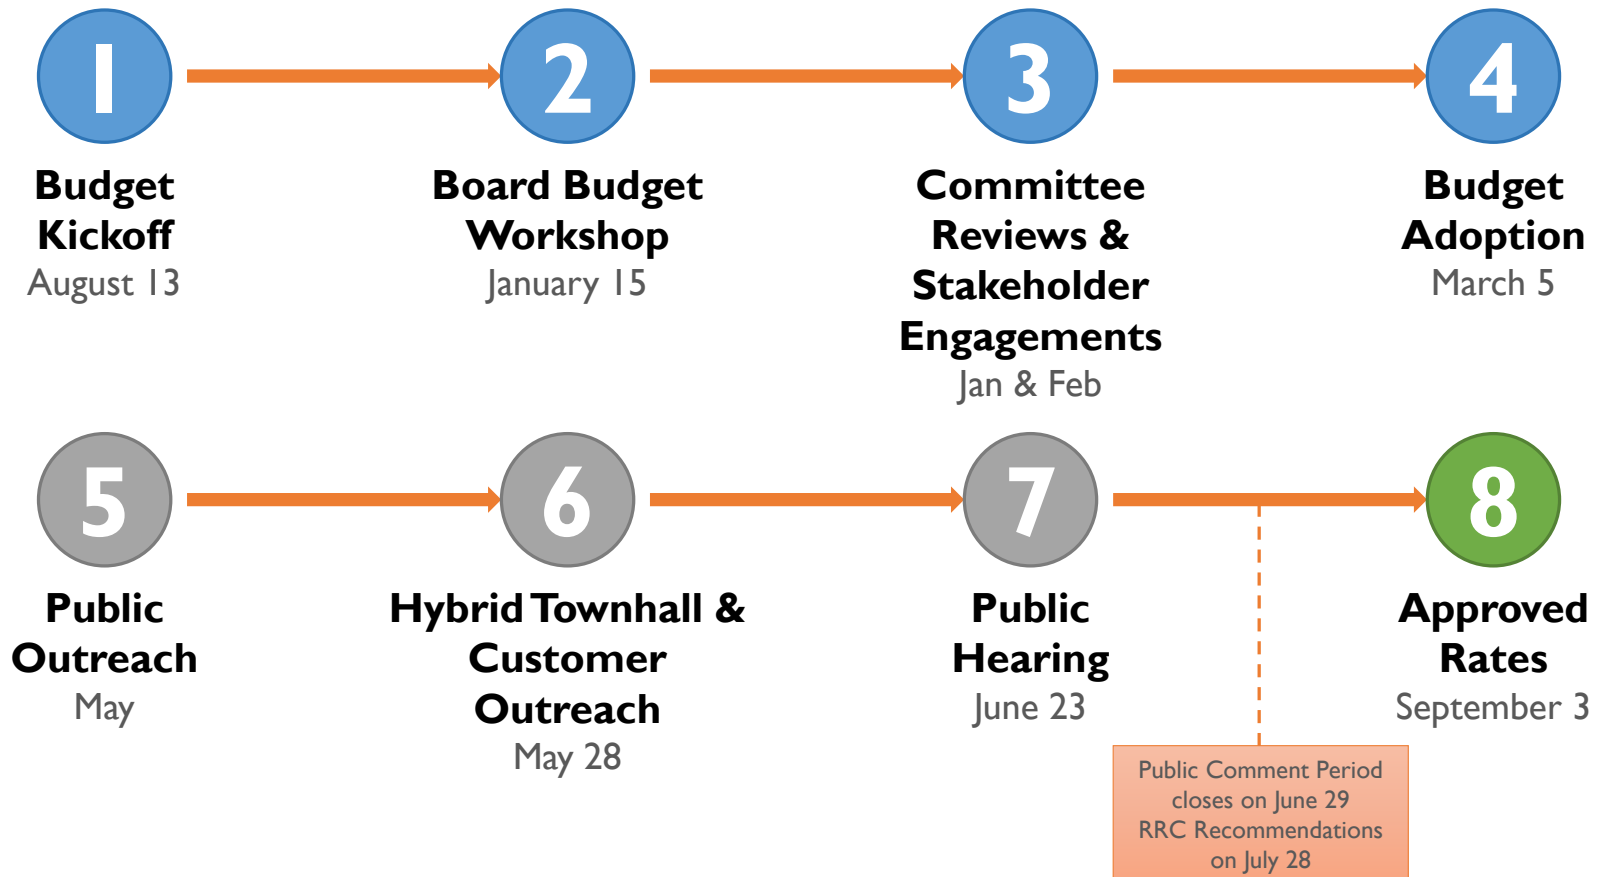 1
Budget
Kickoff
August 13
2
Board Budget
Workshop
January 15
3
Committee
Reviews &
Stakeholder
Engagements
Jan & Feb
4
Budget
Adoption
March 5
5
Public
Outreach
May
6
Hybrid Townhall &
Customer
Outreach
May 28
7
Public
Hearing
June 23
Public Comment Period
closes on June 29
RRC Recommendations
on July 28
8
Approved
Rates
September 3